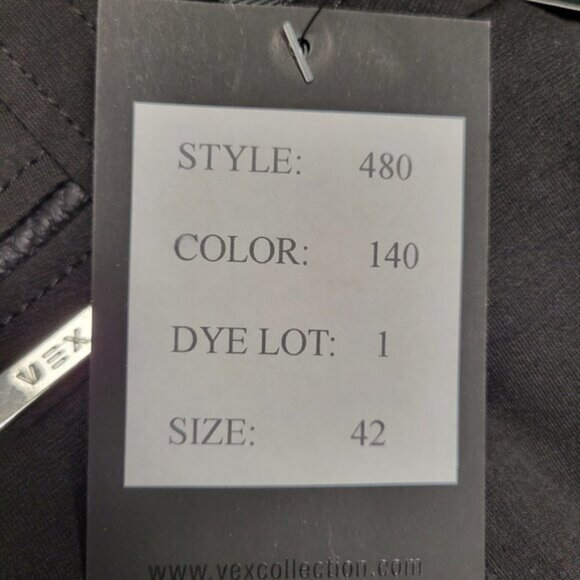 STYLE: 480
COLOR: 140
DYE LOT: 1
SIZE: 42
www.vexcollection.com
VEX